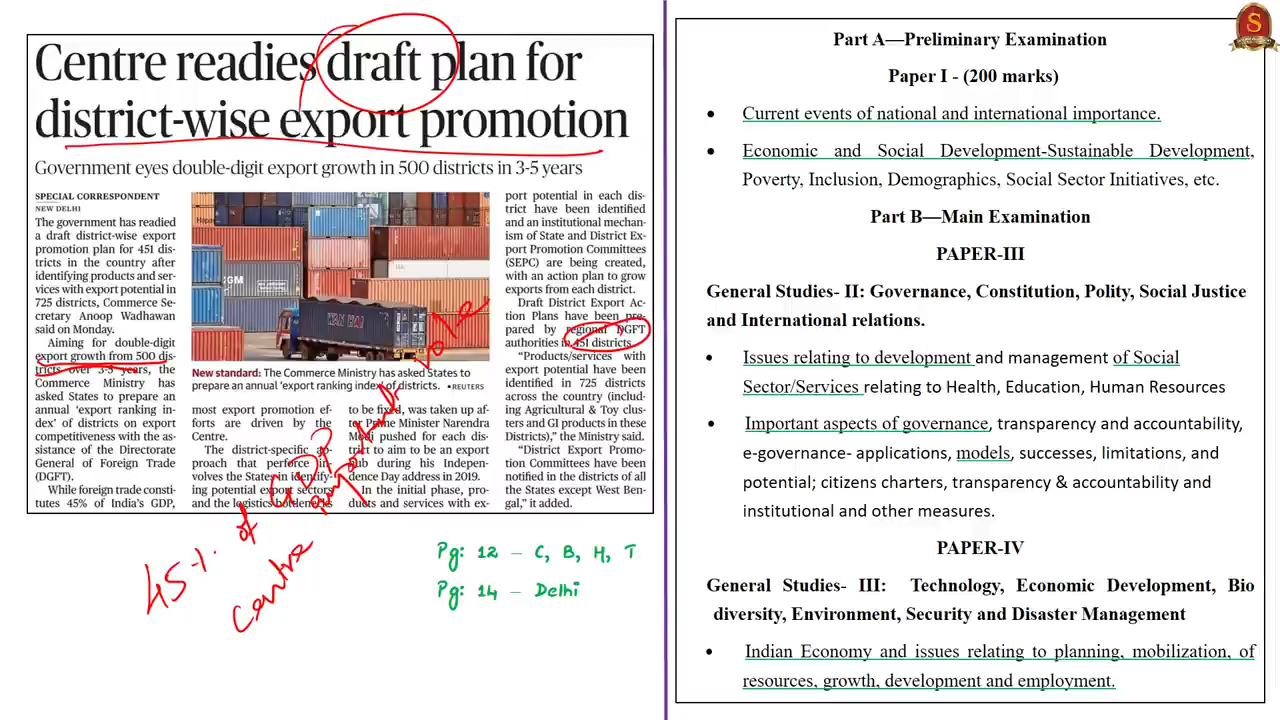 Centre readies draft plan for
district-wise export promotion
Government eyes double-digit export growth in 500 districts in 3-5 years
SPECIAL CORRESPONDENT
NEW DELHI
The government has readied
a draft district-wise export
promotion plan for 451 dis-
tricts in the country after
identifying products and ser-
vices with export potential in
725 districts, Commerce Se-
cretary Anoop Wadhawan
said on Monday.
Aiming for double-digit
export growth from 500 dis-
tricts over 3-5 years, the
Commerce Ministry has
asked States to prepare an
annual 'export ranking in-
dex' of districts on export
competitiveness with the as-
sistance of the Directorate
General of Foreign Trade
(DGFT).
While foreign trade consti-
tutes 45% of India's GDP,
New standard: The Commerce Ministry has asked States to
prepare an annual 'export ranking index' of districts. •REUTERS
most export promotion ef-
forts are driven by the
Centre.
The district-specific ap-
proach that perforce in-
volves the States in identify-
ing potential export sectors
and the logistics bottlenecks
to be fixed, was taken up af-
ter Prime Minister Narendra
Modi pushed for each dis-
trict to aim to be an export
hub during his Indepen-
dence Day address in 2019.
In the initial phase, pro-
ducts and services with ex-
port potential in each dis-
trict have been identified
and an institutional mechan-
ism of State and District Ex-
port Promotion Committees
(SEPC) are being created,
with an action plan to grow
exports from each district.
Draft District Export Ac-
tion Plans have been pre-
pared by regional DGFT
authorities in 451 districts.
"Products/services with
export potential have been
identified in 725 districts
across the country (includ-
ing Agricultural & Toy clus-
ters and GI products in these
Districts)," the Ministry said.
"District Export Promo-
tion Committees have been
notified in the districts of all
the States except West Ben-
gal," it added.
WAN HAI
CGM
45% of GDP?
Centre important role
Pg: 12 – C, B, H, T
Pg: 14 – Delhi
S
Part A—Preliminary Examination
Paper I - (200 marks)
• Current events of national and international importance.
• Economic and Social Development-Sustainable Development,
Poverty, Inclusion, Demographics, Social Sector Initiatives, etc.
Part B—Main Examination
PAPER-III
General Studies- II: Governance, Constitution, Polity, Social Justice
and International relations.
• Issues relating to development and management of Social
Sector/Services relating to Health, Education, Human Resources
• Important aspects of governance, transparency and accountability,
e-governance- applications, models, successes, limitations, and
potential; citizens charters, transparency & accountability and
institutional and other measures.
PAPER-IV
General Studies- III: Technology, Economic Development, Bio
diversity, Environment, Security and Disaster Management
• Indian Economy and issues relating to planning, mobilization, of
resources, growth, development and employment.